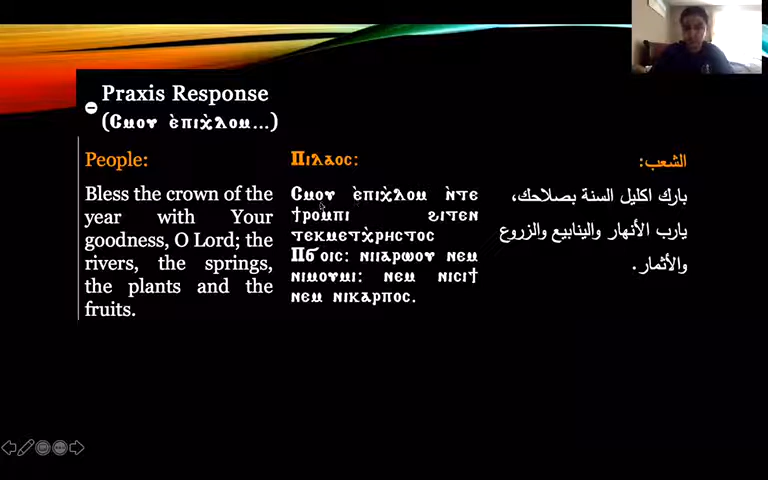 Praxis Response
(Ⲥⲙⲟⲩ ⲉ̀ⲡⲓⲭ̀ⲗⲟⲙ...)
People:
Bless the crown of the
year with Your
goodness, O Lord; the
rivers, the springs,
the plants and the
fruits.
Ⲡⲓⲗⲁⲟⲥ:
Ⲥⲙⲟⲩ ⲉ̀ⲡⲓⲭ̀ⲗⲟⲙ ⲛ̀ⲧⲉ
ϯⲣⲟⲙⲡⲓ ϩⲓⲧⲉⲛ
ⲧⲉⲕⲙⲉⲧⲭ̀ⲣⲏⲥⲧⲟⲥ
Ⲡϭⲟⲓⲥ: ⲛⲓⲓⲁⲣⲱⲟⲩ ⲛⲉⲙ
ⲛⲓⲙⲟⲩⲙⲓ: ⲛⲉⲙ ⲛⲓⲥⲓϯ
ⲛⲉⲙ ⲛⲓⲕⲁⲣⲡⲟⲥ.
الشعب:
بارك اكليل السنة بصلاحك،
يارب الأنهار والينابيع والزروع
والأثمار.